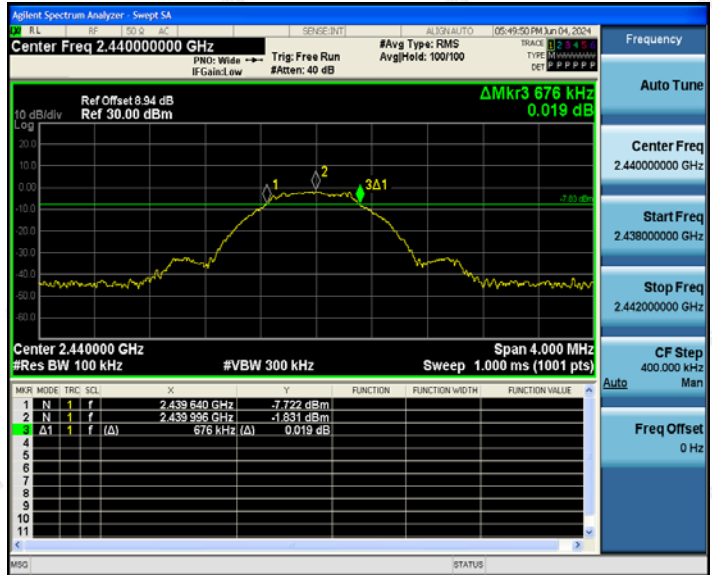 Agilent Spectrum Analyzer - Swept SA
RL RF 50 Ω AC SENSE:INT ALIGNAUTO 05:49:50 PM Jun 04, 2024
Center Freq 2.440000000 GHz
PNO: Wide
IFGain:Low
Trig: Free Run
#Atten: 40 dB
#Avg Type: RMS
Avg|Hold: 100/100
TRACE 1 2 3 4 5 6
TYPE M
DET P P P P P P
Ref Offset 8.94 dB
10 dB/div Ref 30.00 dBm
Log
ΔMkr3 676 kHz
0.019 dB
20.0
10.0
0.00
-10.0
-20.0
-30.0
-40.0
-50.0
-60.0
1
2
3Δ1
-7.83 dBm
Center 2.440000 GHz Span 4.000 MHz
#Res BW 100 kHz #VBW 300 kHz Sweep 1.000 ms (1001 pts)
MKR MODE TRC SCL X Y FUNCTION FUNCTION WIDTH FUNCTION VALUE
1 N 1 f 2.439 640 GHz -7.722 dBm
2 N 1 f 2.439 996 GHz -1.831 dBm
3 Δ1 1 f (Δ) 676 kHz (Δ) 0.019 dB
4
5
6
7
8
9
10
11
MSG STATUS
Frequency
Auto Tune
Center Freq
2.440000000 GHz
Start Freq
2.438000000 GHz
Stop Freq
2.442000000 GHz
CF Step
400.000 kHz
Auto Man
Freq Offset
0 Hz